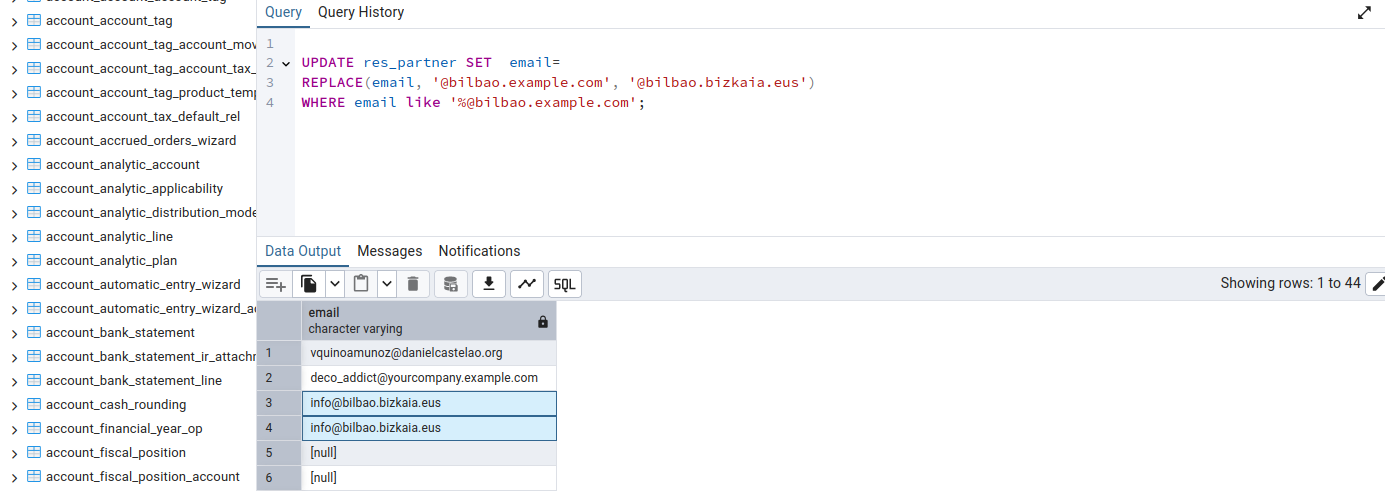 account_account_tag
account_account_tag_account_mov
account_account_tag_account_tax_
account_account_tag_product_temp
account_account_tax_default_rel
account_accrued_orders_wizard
account_analytic_account
account_analytic_applicability
account_analytic_distribution_mode
account_analytic_line
account_analytic_plan
account_automatic_entry_wizard
account_automatic_entry_wizard_a
account_bank_statement
account_bank_statement_ir_attachr
account_bank_statement_line
account_cash_rounding
account_financial_year_op
account_fiscal_position
account_fiscal_position_account
Query Query History
1
2 UPDATE res_partner SET  email=
3 REPLACE(email, '@bilbao.example.com', '@bilbao.bizkaia.eus')
4 WHERE email like '%@bilbao.example.com';
Data Output Messages Notifications
SQL Showing rows: 1 to 44
email
character varying
1 vquinoamunoz@danielcastelao.org
2 deco_addict@yourcompany.example.com
3 info@bilbao.bizkaia.eus
4 info@bilbao.bizkaia.eus
5 [null]
6 [null]